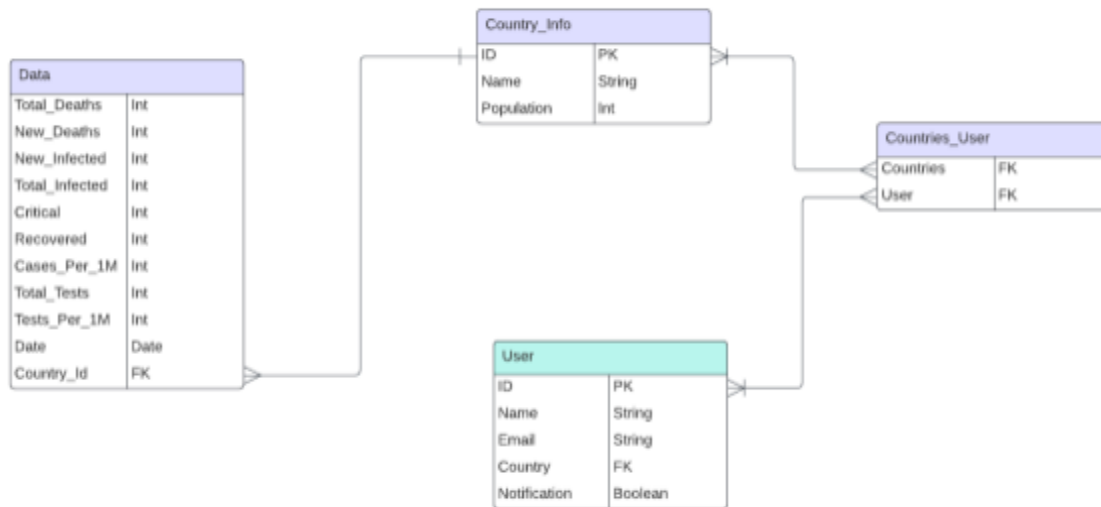 Country_Info
ID PK
Name String
Population Int
Data
Total_Deaths Int
New_Deaths Int
New_Infected Int
Total_Infected Int
Critical Int
Recovered Int
Cases_Per_1M Int
Total_Tests Int
Tests_Per_1M Int
Date Date
Country_Id FK
Countries_User
Countries FK
User FK
User
ID PK
Name String
Email String
Country FK
Notification Boolean